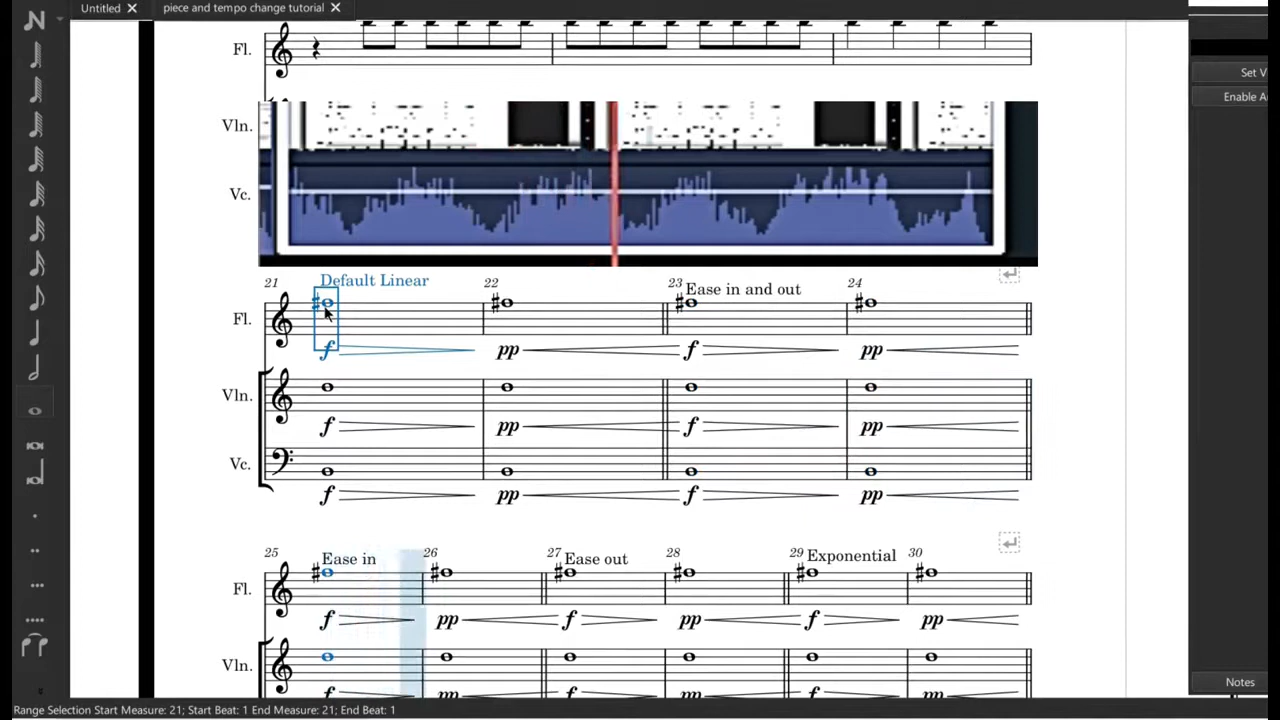 Untitled ✕ piece and tempo change tutorial ✕
Fl.
Set V
Enable A
Vln.
Vc.
21 Default Linear 22 23 Ease in and out 24
Fl.
f pp f pp
Vln.
f pp f pp
Vc.
f pp f pp
25 Ease in 26 27 Ease out 28 29 Exponential 30
Fl.
f pp f pp f pp
Vln.
f pp f pp f pp
Notes
Range Selection Start Measure: 21; Start Beat: 1 End Measure: 21; End Beat: 1